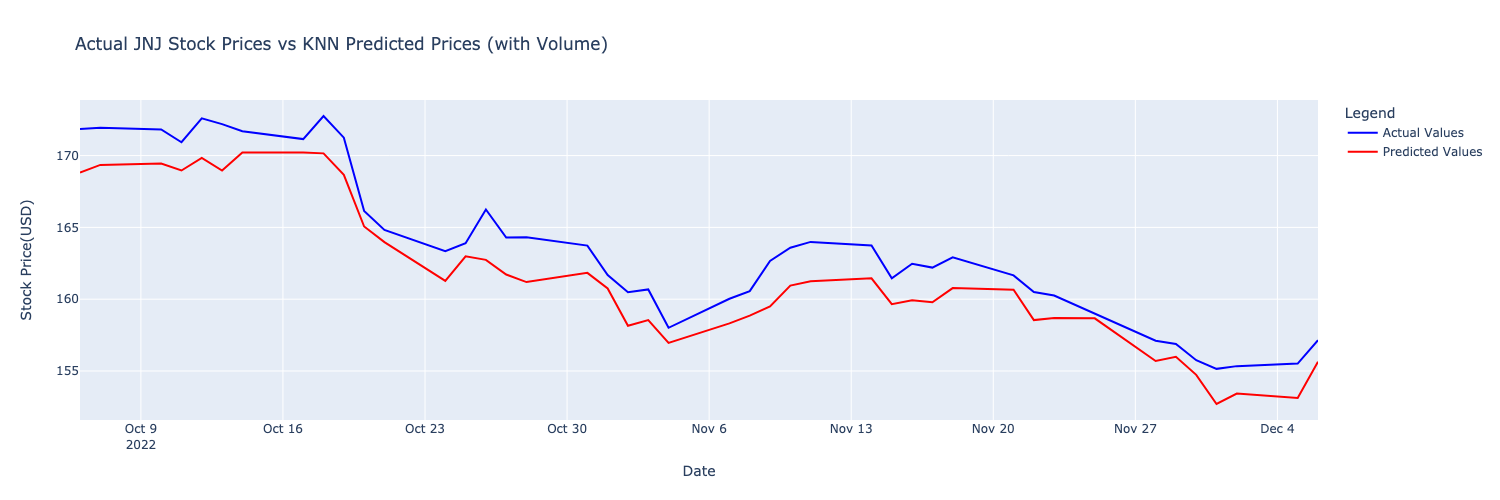 Actual JNJ Stock Prices vs KNN Predicted Prices (with Volume)
Legend
Actual Values
Predicted Values
Stock Price(USD)
170
165
160
155
Oct 9
2022
Oct 16
Oct 23
Oct 30
Nov 6
Nov 13
Nov 20
Nov 27
Dec 4
Date